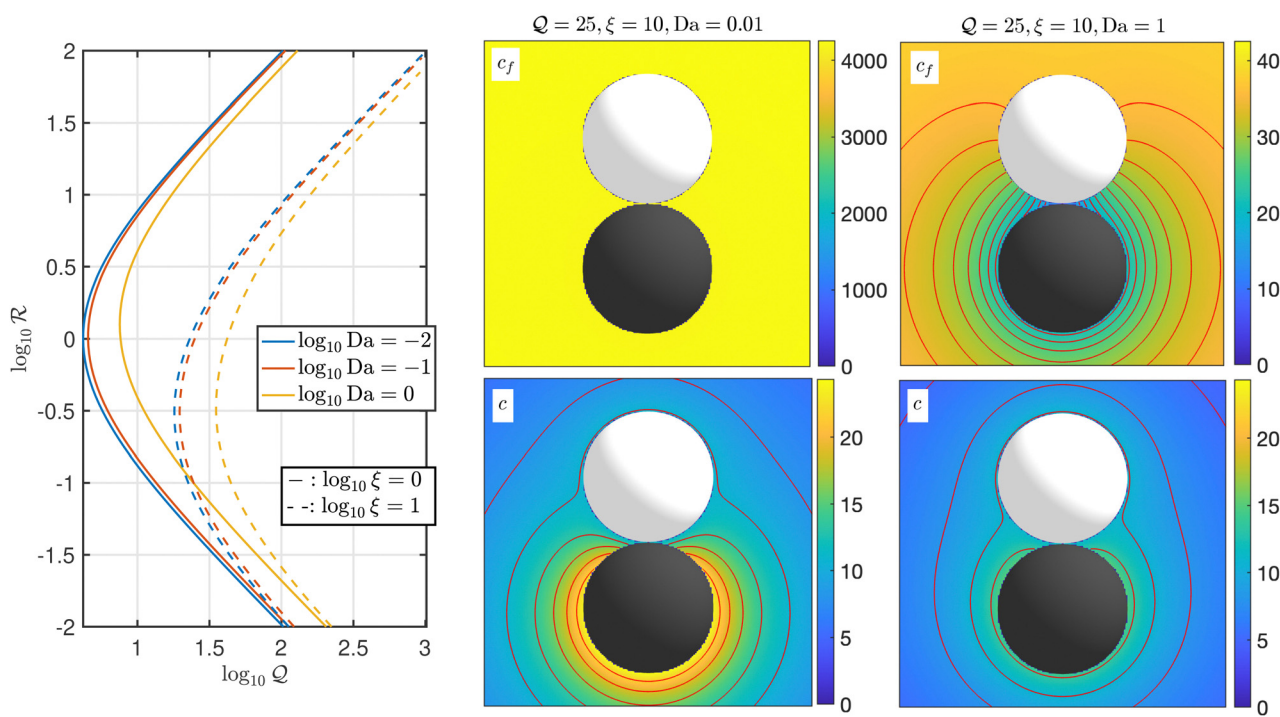 2
1.5
1
0.5
0
-0.5
-1
-1.5
-2
log₁₀ ℛ
log₁₀ Da = −2
log₁₀ Da = −1
log₁₀ Da = 0
– : log₁₀ ξ = 0
- -: log₁₀ ξ = 1
1
1.5
2
2.5
3
log₁₀ 𝒬
𝒬 = 25, ξ = 10, Da = 0.01
c_f
4000
3000
2000
1000
0
𝒬 = 25, ξ = 10, Da = 1
c_f
40
30
20
10
0
c
20
15
10
5
0
c
20
15
10
5
0